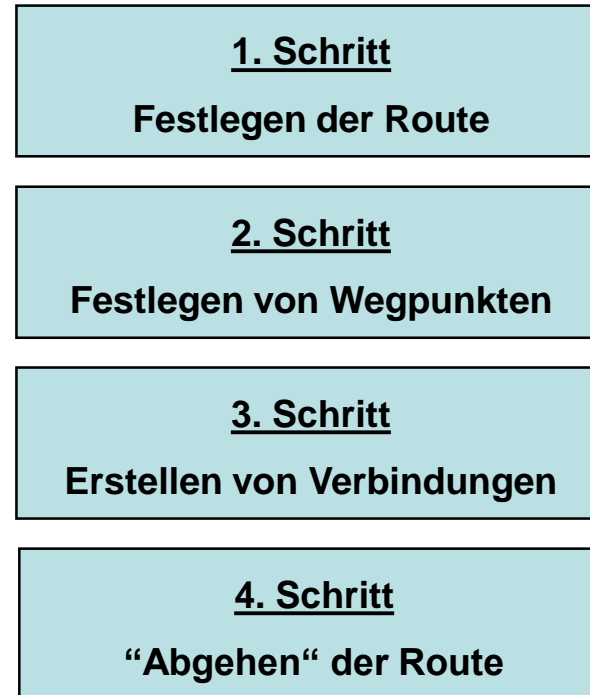 1. Schritt
Festlegen der Route
2. Schritt
Festlegen von Wegpunkten
3. Schritt
Erstellen von Verbindungen
4. Schritt
“Abgehen“ der Route